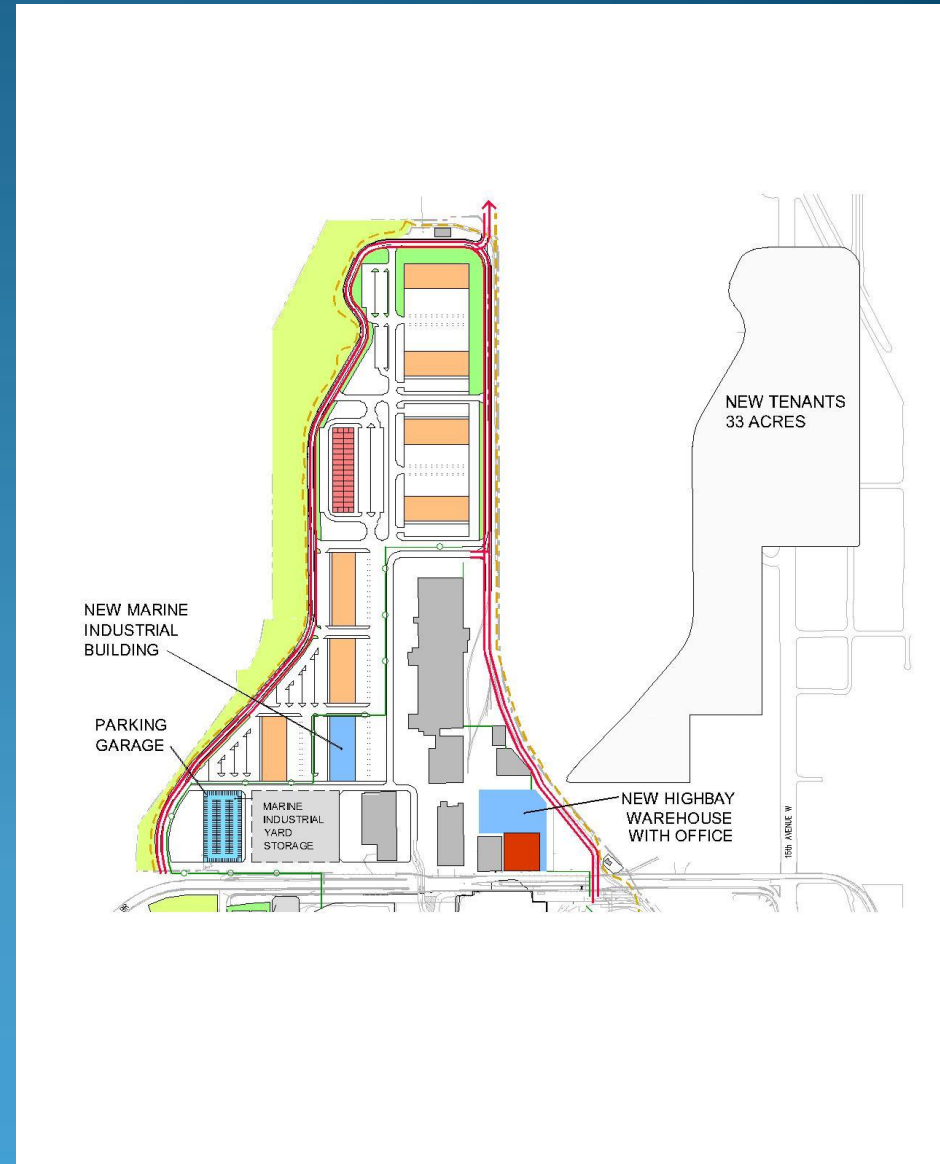 NEW TENANTS
33 ACRES
NEW MARINE
INDUSTRIAL
BUILDING
PARKING
GARAGE
MARINE
INDUSTRIAL
YARD
STORAGE
NEW HIGHBAY
WAREHOUSE
WITH OFFICE
15th AVENUE W